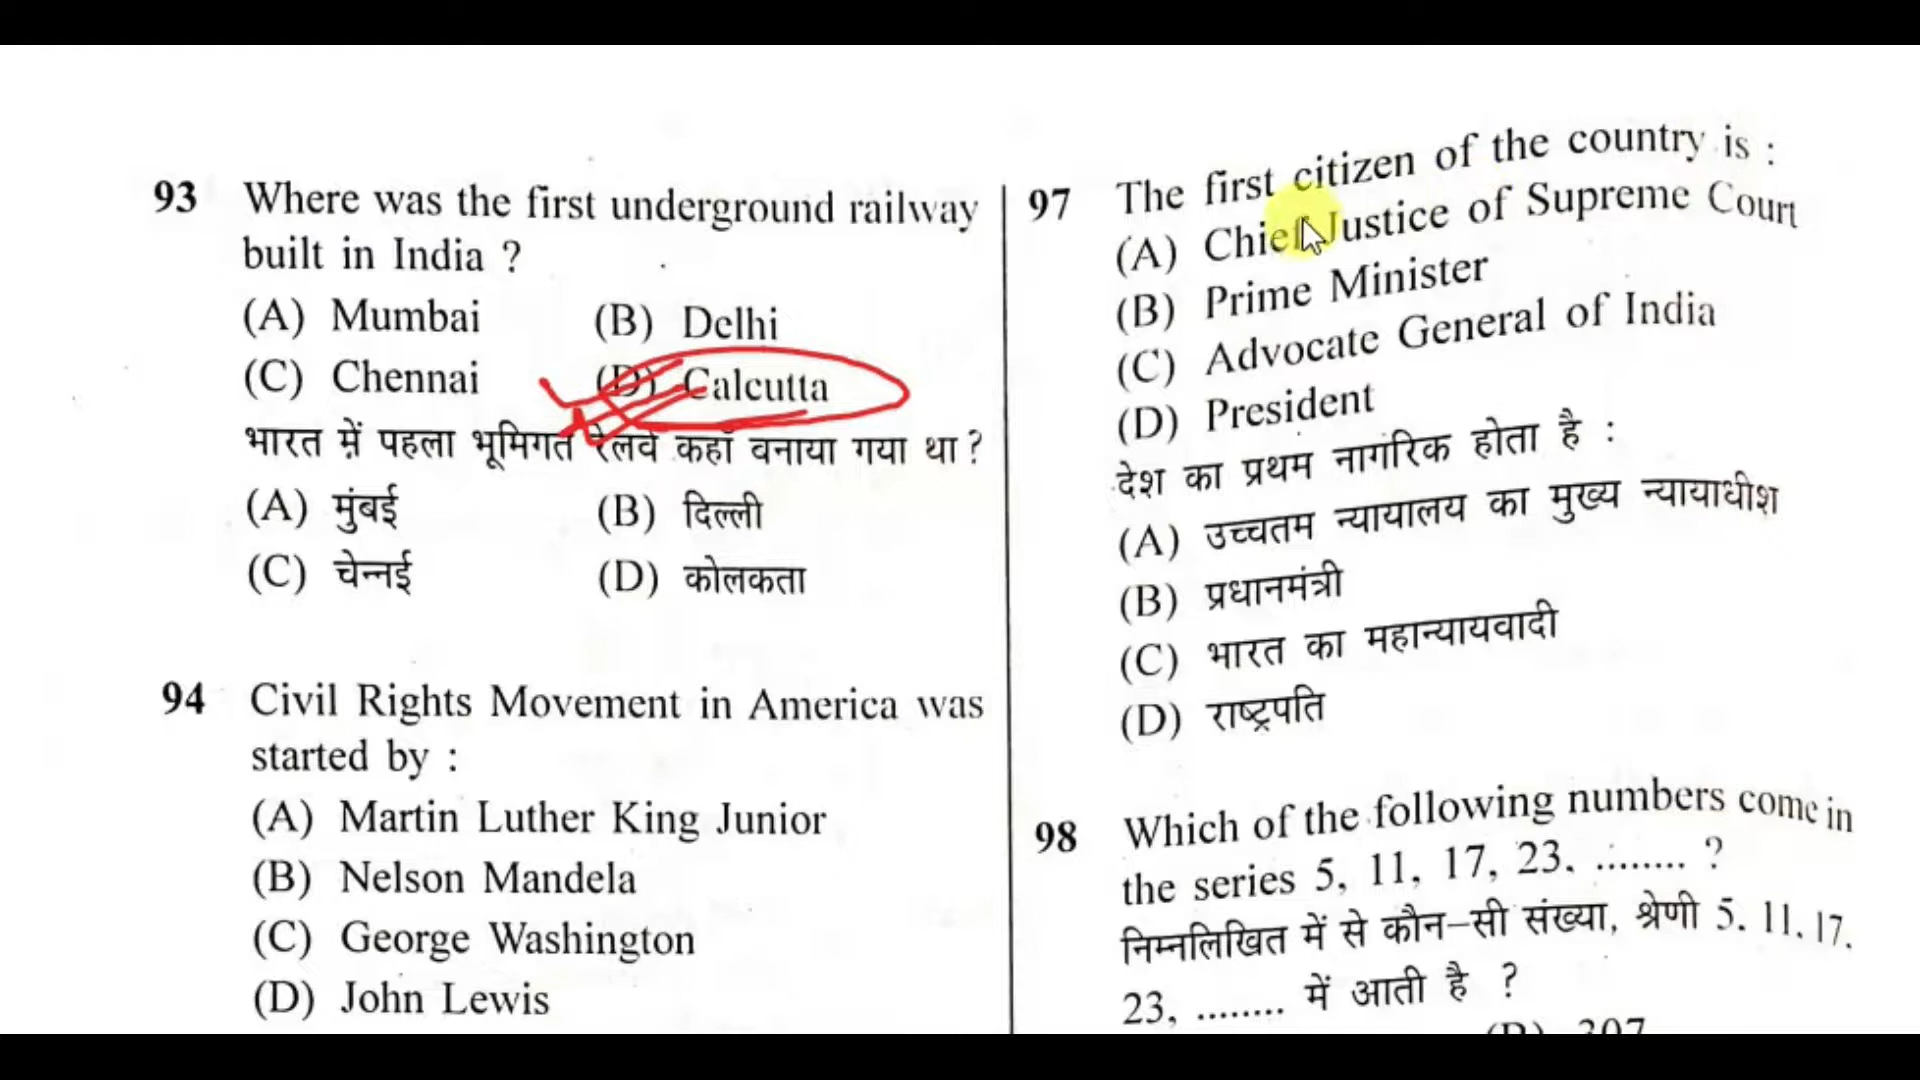 93 Where was the first underground railway
built in India ?
(A) Mumbai (B) Delhi
(C) Chennai (D) Calcutta
भारत में पहला भूमिगत रेलवे कहाँ बनाया गया था ?
(A) मुंबई (B) दिल्ली
(C) चेन्नई (D) कोलकता
94 Civil Rights Movement in America was
started by :
(A) Martin Luther King Junior
(B) Nelson Mandela
(C) George Washington
(D) John Lewis
97 The first citizen of the country is :
(A) Chief Justice of Supreme Court
(B) Prime Minister
(C) Advocate General of India
(D) President
देश का प्रथम नागरिक होता है :
(A) उच्चतम न्यायालय का मुख्य न्यायाधीश
(B) प्रधानमंत्री
(C) भारत का महान्यायवादी
(D) राष्ट्रपति
98 Which of the following numbers come in
the series 5, 11, 17, 23, ........ ?
निम्नलिखित में से कौन-सी संख्या, श्रेणी 5. 11. 17.
23, ........ में आती है ?
(B) 307